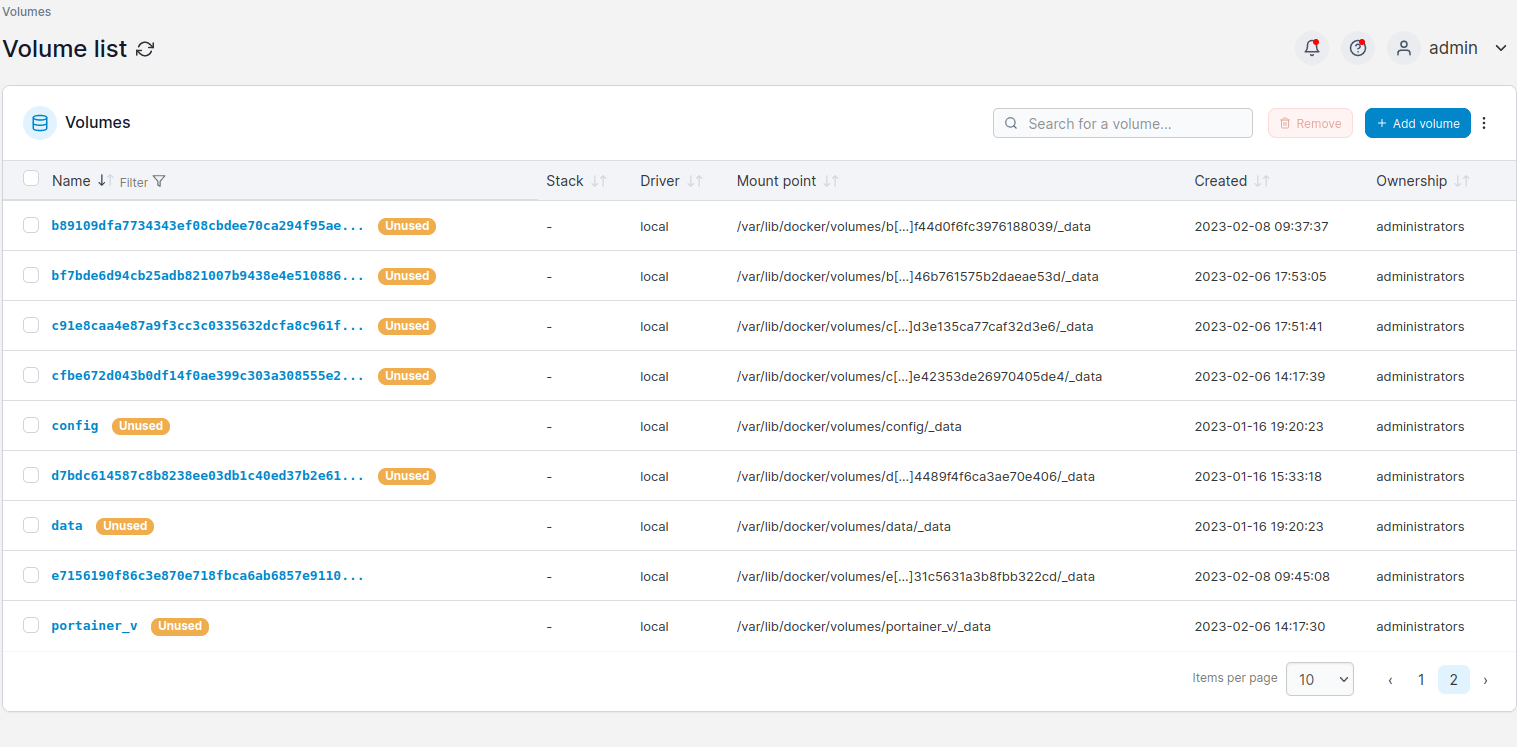 Volumes
Volume list
admin
Volumes
Search for a volume...
Remove
+ Add volume
Name Filter Stack Driver Mount point Created Ownership
b89109dfa7734343ef08cbdee70ca294f95ae... Unused - local /var/lib/docker/volumes/b[...]f44d0f6fc3976188039/_data 2023-02-08 09:37:37 administrators
bf7bde6d94cb25adb821007b9438e4e510886... Unused - local /var/lib/docker/volumes/b[...]46b761575b2daeae53d/_data 2023-02-06 17:53:05 administrators
c91e8caa4e87a9f3cc3c0335632dcfa8c961f... Unused - local /var/lib/docker/volumes/c[...]d3e135ca77caf32d3e6/_data 2023-02-06 17:51:41 administrators
cfbe672d043b0df14f0ae399c303a308555e2... Unused - local /var/lib/docker/volumes/c[...]e42353de26970405de4/_data 2023-02-06 14:17:39 administrators
config Unused - local /var/lib/docker/volumes/config/_data 2023-01-16 19:20:23 administrators
d7bdc614587c8b8238ee03db1c40ed37b2e61... Unused - local /var/lib/docker/volumes/d[...]4489f4f6ca3ae70e406/_data 2023-01-16 15:33:18 administrators
data Unused - local /var/lib/docker/volumes/data/_data 2023-01-16 19:20:23 administrators
e7156190f86c3e870e718fbca6ab6857e9110... - local /var/lib/docker/volumes/e[...]31c5631a3b8fbb322cd/_data 2023-02-08 09:45:08 administrators
portainer_v Unused - local /var/lib/docker/volumes/portainer_v/_data 2023-02-06 14:17:30 administrators
Items per page 10 ‹ 1 2 ›